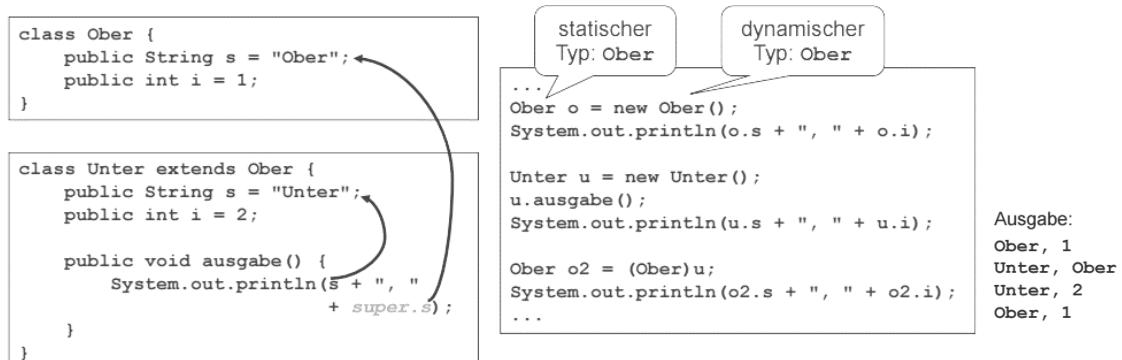 class Ober {
    public String s = "Ober";
    public int i = 1;
}
class Unter extends Ober {
    public String s = "Unter";
    public int i = 2;
    public void ausgabe() {
        System.out.println(s + ", "
                           + super.s);
    }
}
statischer
Typ: Ober
dynamischer
Typ: Ober
...
Ober o = new Ober();
System.out.println(o.s + ", " + o.i);
Unter u = new Unter();
u.ausgabe();
System.out.println(u.s + ", " + u.i);
Ober o2 = (Ober)u;
System.out.println(o2.s + ", " + o2.i);
...
Ausgabe:
Ober, 1
Unter, Ober
Unter, 2
Ober, 1